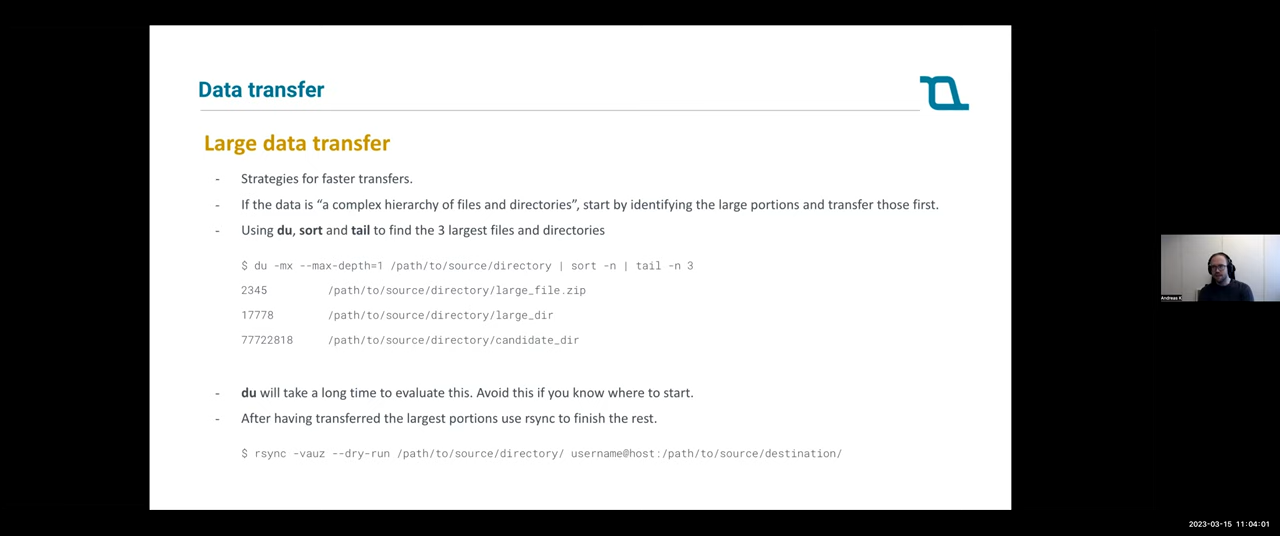 Data transfer
Large data transfer
- Strategies for faster transfers.
- If the data is “a complex hierarchy of files and directories”, start by identifying the large portions and transfer those first.
- Using du, sort and tail to find the 3 largest files and directories
$ du -mx --max-depth=1 /path/to/source/directory | sort -n | tail -n 3
2345 /path/to/source/directory/large_file.zip
17778 /path/to/source/directory/large_dir
77722818 /path/to/source/directory/candidate_dir
- du will take a long time to evaluate this. Avoid this if you know where to start.
- After having transferred the largest portions use rsync to finish the rest.
$ rsync -vauz --dry-run /path/to/source/directory/ username@host:/path/to/source/destination/
Andreas K
2023-03-15 11:04:01